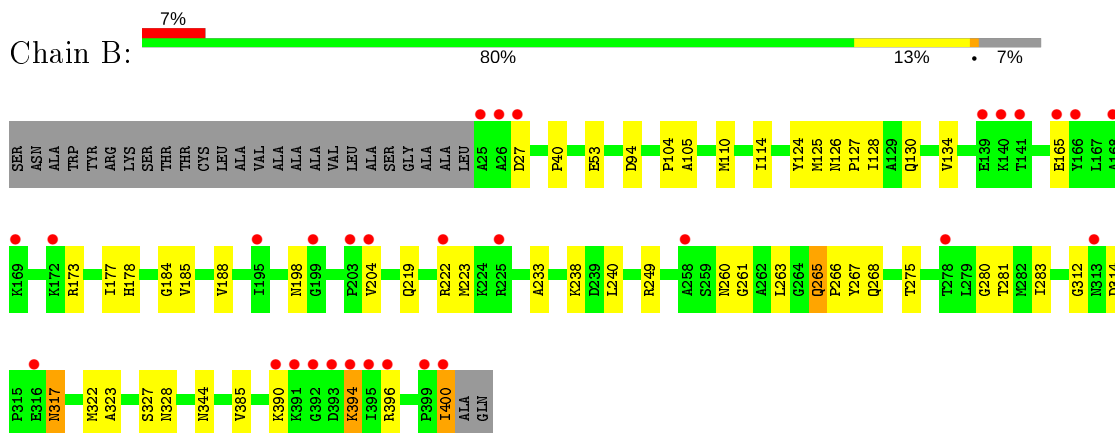 7%
Chain B:
80% 13% • 7%
SER ASN ALA TRP TYR ARG LYS SER THR THR CYS LEU ALA VAL ALA ALA ALA VAL LEU ALA SER GLY ALA ALA LEU A25 A26 D27 P40 E53 D94 P104 A105 M110 I114 Y124 M125 N126 P127 I128 A129 Q130 V134 E139 K140 T141 E165 Y166 L167 A168
K169 K172 R173 I177 H178 G184 V185 V188 I195 N198 G199 P203 V204 Q219 R222 M223 K224 R225 A233 K238 D239 L240 R249 A258 S259 N260 G261 A262 L263 G264 Q265 P266 Y267 Q268 T275 T278 L279 G280 T281 M282 I283 G312 N313 D314
P315 E316 N317 M322 A323 S327 N328 N344 V385 K390 K391 G392 D393 K394 I395 R396 P399 I400 ALA GLN